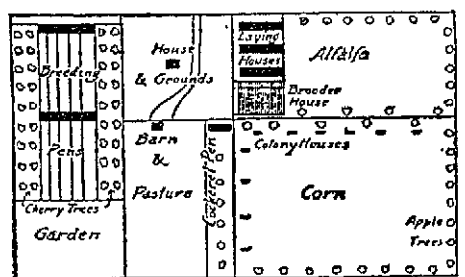 Breeding
Pens
Cherry Trees
Garden
House
& Grounds
Barn
&
Pasture
Cockerel Pen
Laying
Houses
Brooder
House
Alfalfa
Colony Houses
Corn
Apple
Trees